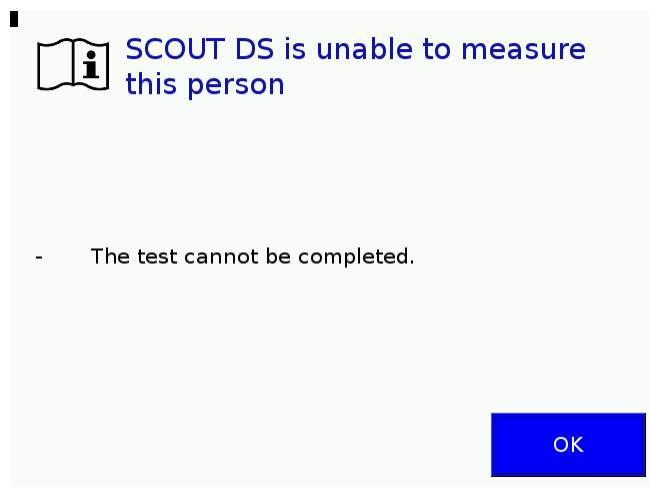 SCOUT DS is unable to measure
this person
- The test cannot be completed.
OK